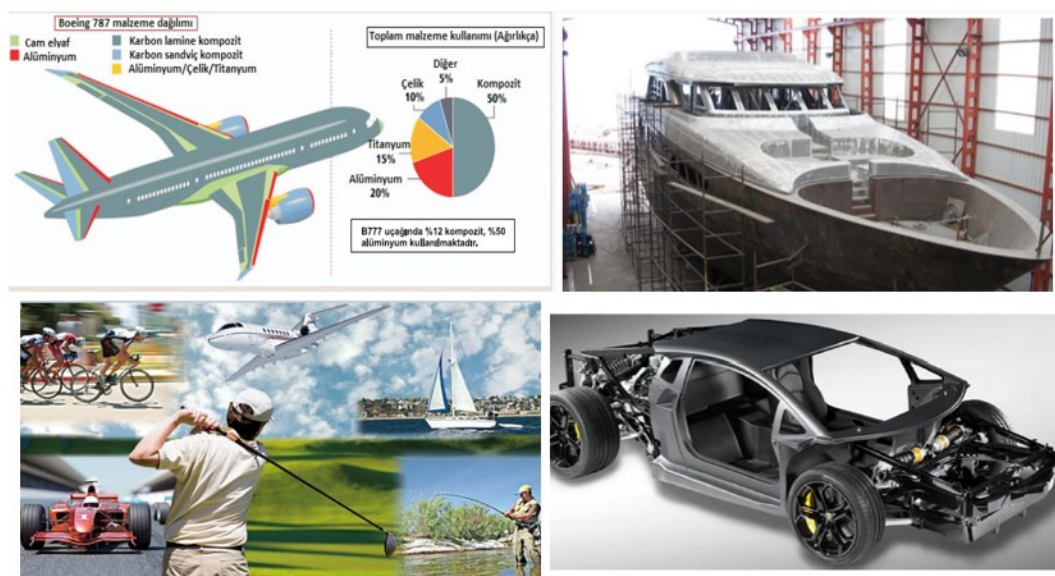 Boeing 787 malzeme dağılımı
Cam elyaf
Alüminyum
Karbon lamine kompozit
Karbon sandviç kompozit
Alüminyum/Çelik/Titanyum
Toplam malzeme kullanımı (Ağırlıkça)
Diğer
5%
Çelik
10%
Kompozit
50%
Titanyum
15%
Alüminyum
20%
B777 uçağında %12 kompozit, %50
alüminyum kullanılmaktadır.